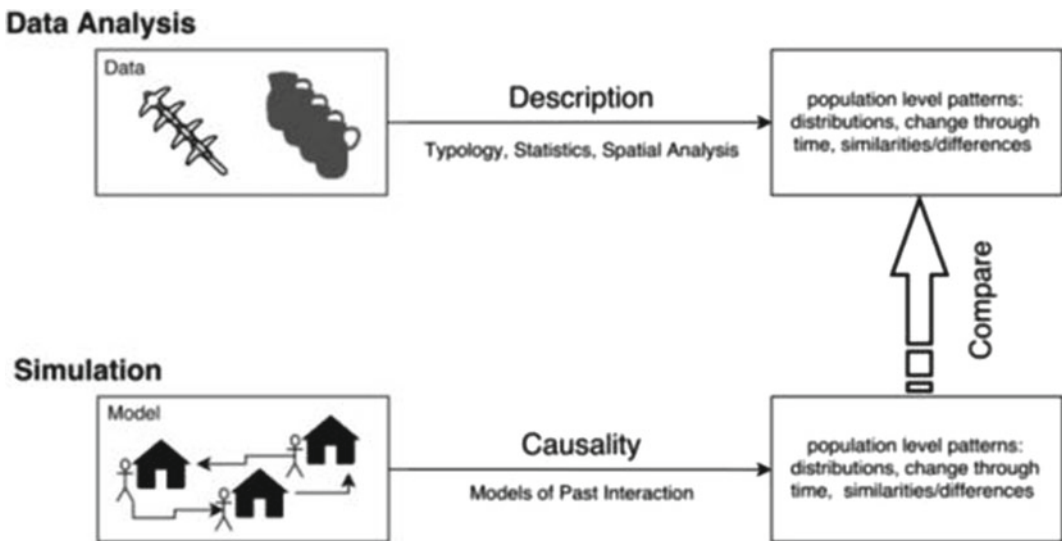 Data Analysis
Data
Description
Typology, Statistics, Spatial Analysis
population level patterns:
distributions, change through
time, similarities/differences
Compare
Simulation
Model
Causality
Models of Past Interaction
population level patterns:
distributions, change through
time, similarities/differences